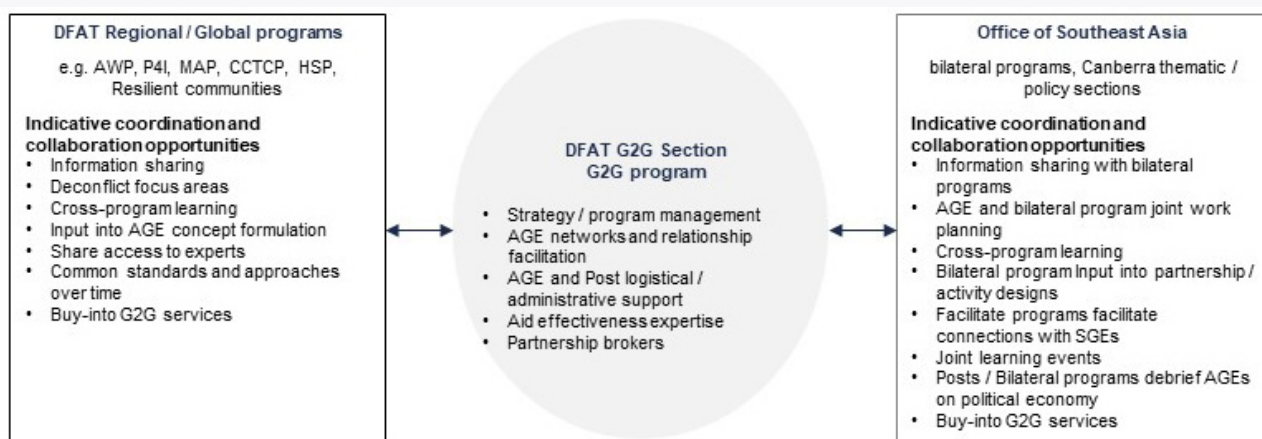 DFAT Regional / Global programs
e.g. AWP, P4I, MAP, CCTCP, HSP,
Resilient communities
Indicative coordination and
collaboration opportunities
• Information sharing
• Deconflict focus areas
• Cross-program learning
• Input into AGE concept formulation
• Share access to experts
• Common standards and approaches
over time
• Buy-into G2G services
DFAT G2G Section
G2G program
• Strategy / program management
• AGE networks and relationship
facilitation
• AGE and Post logistical /
administrative support
• Aid effectiveness expertise
• Partnership brokers
Office of Southeast Asia
bilateral programs, Canberra thematic /
policy sections
Indicative coordination and
collaboration opportunities
• Information sharing with bilateral
programs
• AGE and bilateral program joint work
planning
• Cross-program learning
• Bilateral program Input into partnership /
activity designs
• Facilitate programs facilitate
connections with SGEs
• Joint learning events
• Posts / Bilateral programs debrief AGEs
on political economy
• Buy-into G2G services